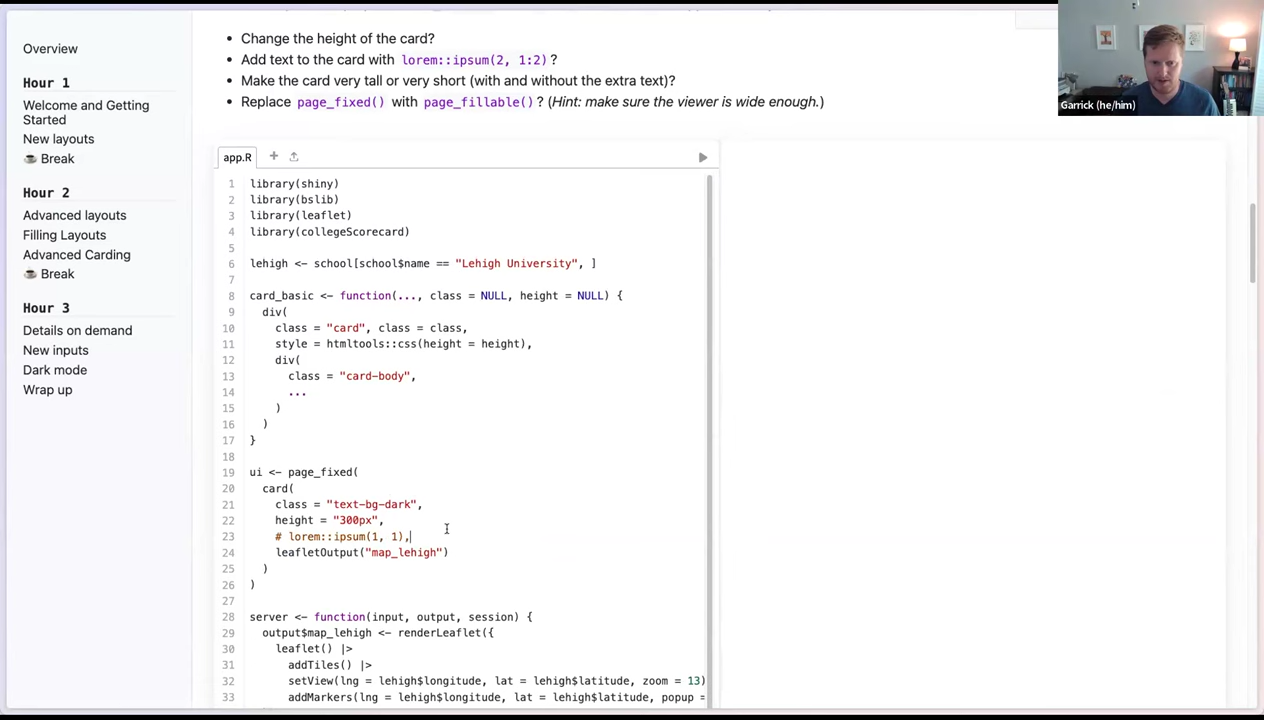 Overview
Hour 1
Welcome and Getting
Started
New layouts
☕ Break
Hour 2
Advanced layouts
Filling Layouts
Advanced Carding
☕ Break
Hour 3
Details on demand
New inputs
Dark mode
Wrap up
• Change the height of the card?
• Add text to the card with lorem::ipsum(2, 1:2)?
• Make the card very tall or very short (with and without the extra text)?
• Replace page_fixed() with page_fillable()? (Hint: make sure the viewer is wide enough.)
Garrick (he/him)
app.R
1 library(shiny)
2 library(bslib)
3 library(leaflet)
4 library(collegeScorecard)
5
6 lehigh <- school[school$name == "Lehigh University", ]
7
8 card_basic <- function(..., class = NULL, height = NULL) {
9 div(
10 class = "card", class = class,
11 style = htmltools::css(height = height),
12 div(
13 class = "card-body",
14 ...
15 )
16 )
17 }
18
19 ui <- page_fixed(
20 card(
21 class = "text-bg-dark",
22 height = "300px",
23 # lorem::ipsum(1, 1),
24 leafletOutput("map_lehigh")
25 )
26 )
27
28 server <- function(input, output, session) {
29 output$map_lehigh <- renderLeaflet({
30 leaflet() |>
31 addTiles() |>
32 setView(lng = lehigh$longitude, lat = lehigh$latitude, zoom = 13)
33 addMarkers(lng = lehigh$longitude, lat = lehigh$latitude, popup =